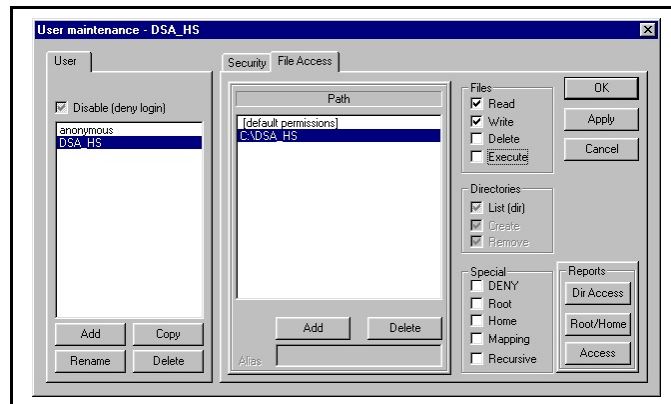 User maintenance - DSA_HS
User
Disable (deny login)
anonymous
DSA_HS
Add
Copy
Rename
Delete
Security
File Access
Path
[default permissions]
C:\DSA_HS
Add
Delete
Alias
Files
Read
Write
Delete
Execute
Directories
List (dir)
Create
Remove
Special
DENY
Root
Home
Mapping
Recursive
OK
Apply
Cancel
Reports
Dir Access
Root/Home
Access